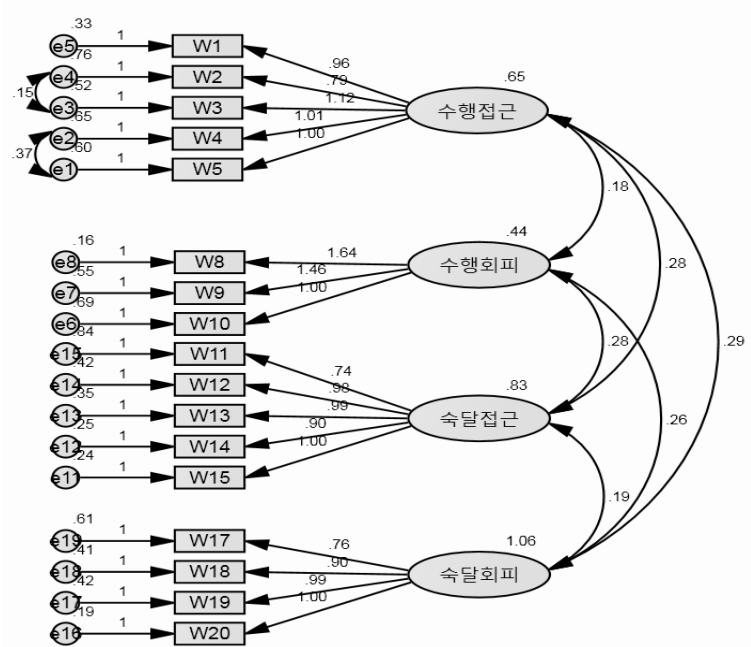 .33
e5 1 W1
.76 .96
e4 1 W2 .79 .65
.15 .52
e3 1 W3 1.12 수행접근
.65 1.01
e2 1 W4 1.00
.37 .60
e1 1 W5
.18
.16 .44
e8 1 W8 1.64 수행회피
.55 1.46 .28
e7 1 W9 1.00
.69
e6 1 W10
.84 .28 .29
e15 1 W11
.42 .74
e14 1 W12 .98 .83
.35 .99
e13 1 W13 숙달접근 .26
.25 .90
e12 1 W14 1.00
.24
e11 1 W15
.19
.61 1.06
e19 1 W17 .76
.41 .90
e18 1 W18 숙달회피
.42 .99
e17 1 W19 1.00
.19
e16 1 W20